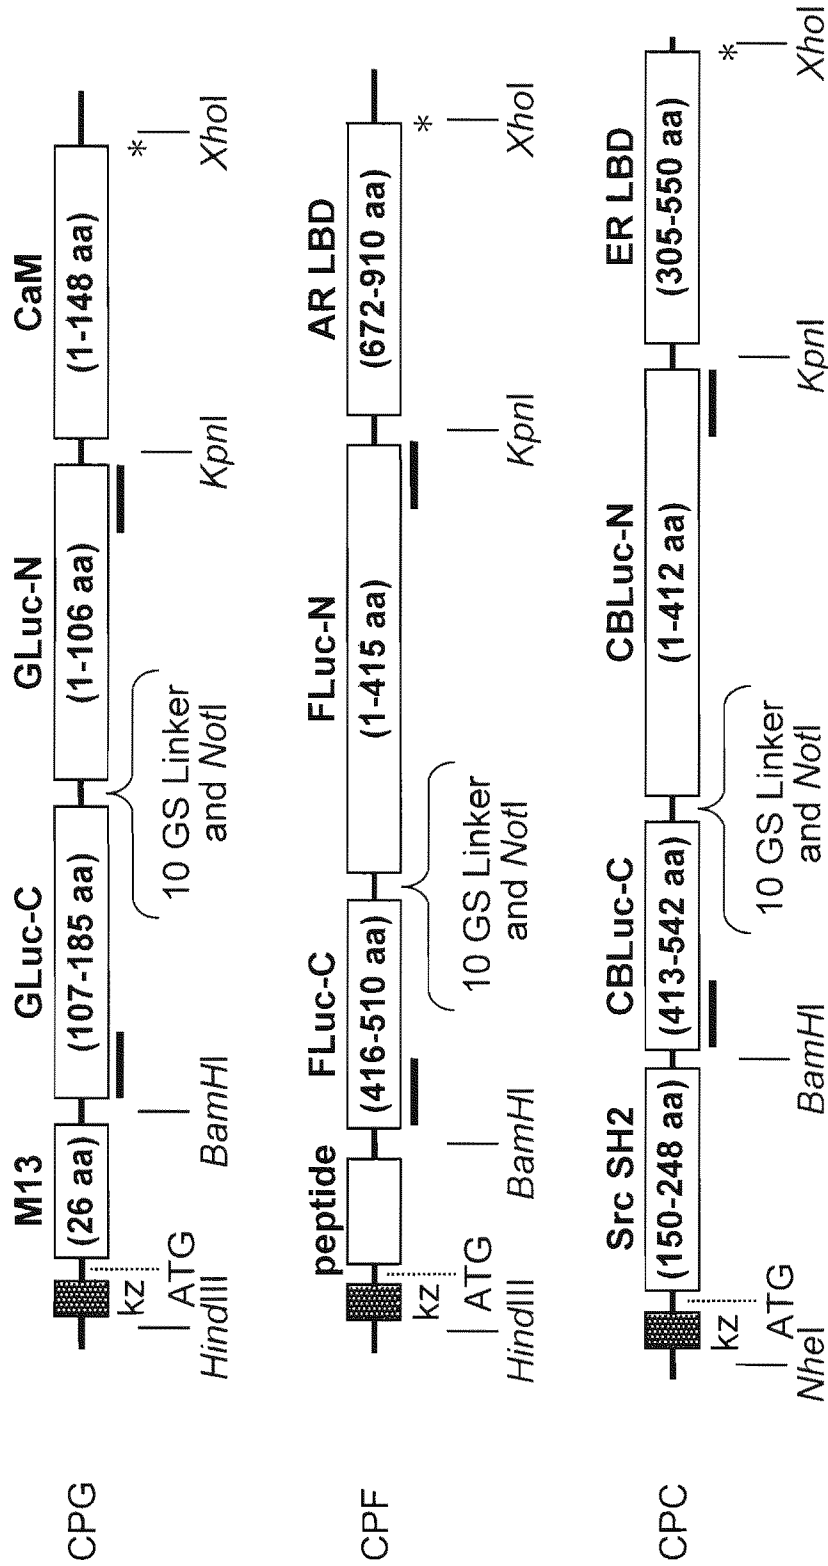 CPG
M13
GLuc-C
GLuc-N
CaM
(26 aa)
(107-185 aa)
(1-106 aa)
(1-148 aa)
kz
ATG
HindIII
BamHI
10 GS Linker
and NotI
KpnI
*
XhoI
CPF
peptide
FLuc-C
FLuc-N
AR LBD
(416-510 aa)
(1-415 aa)
(672-910 aa)
kz
ATG
HindIII
BamHI
10 GS Linker
and NotI
KpnI
*
XhoI
CPC
Src SH2
CBLuc-C
CBLuc-N
ER LBD
(150-248 aa)
(413-542 aa)
(1-412 aa)
(305-550 aa)
kz
ATG
NheI
BamHI
10 GS Linker
and NotI
KpnI
*
XhoI